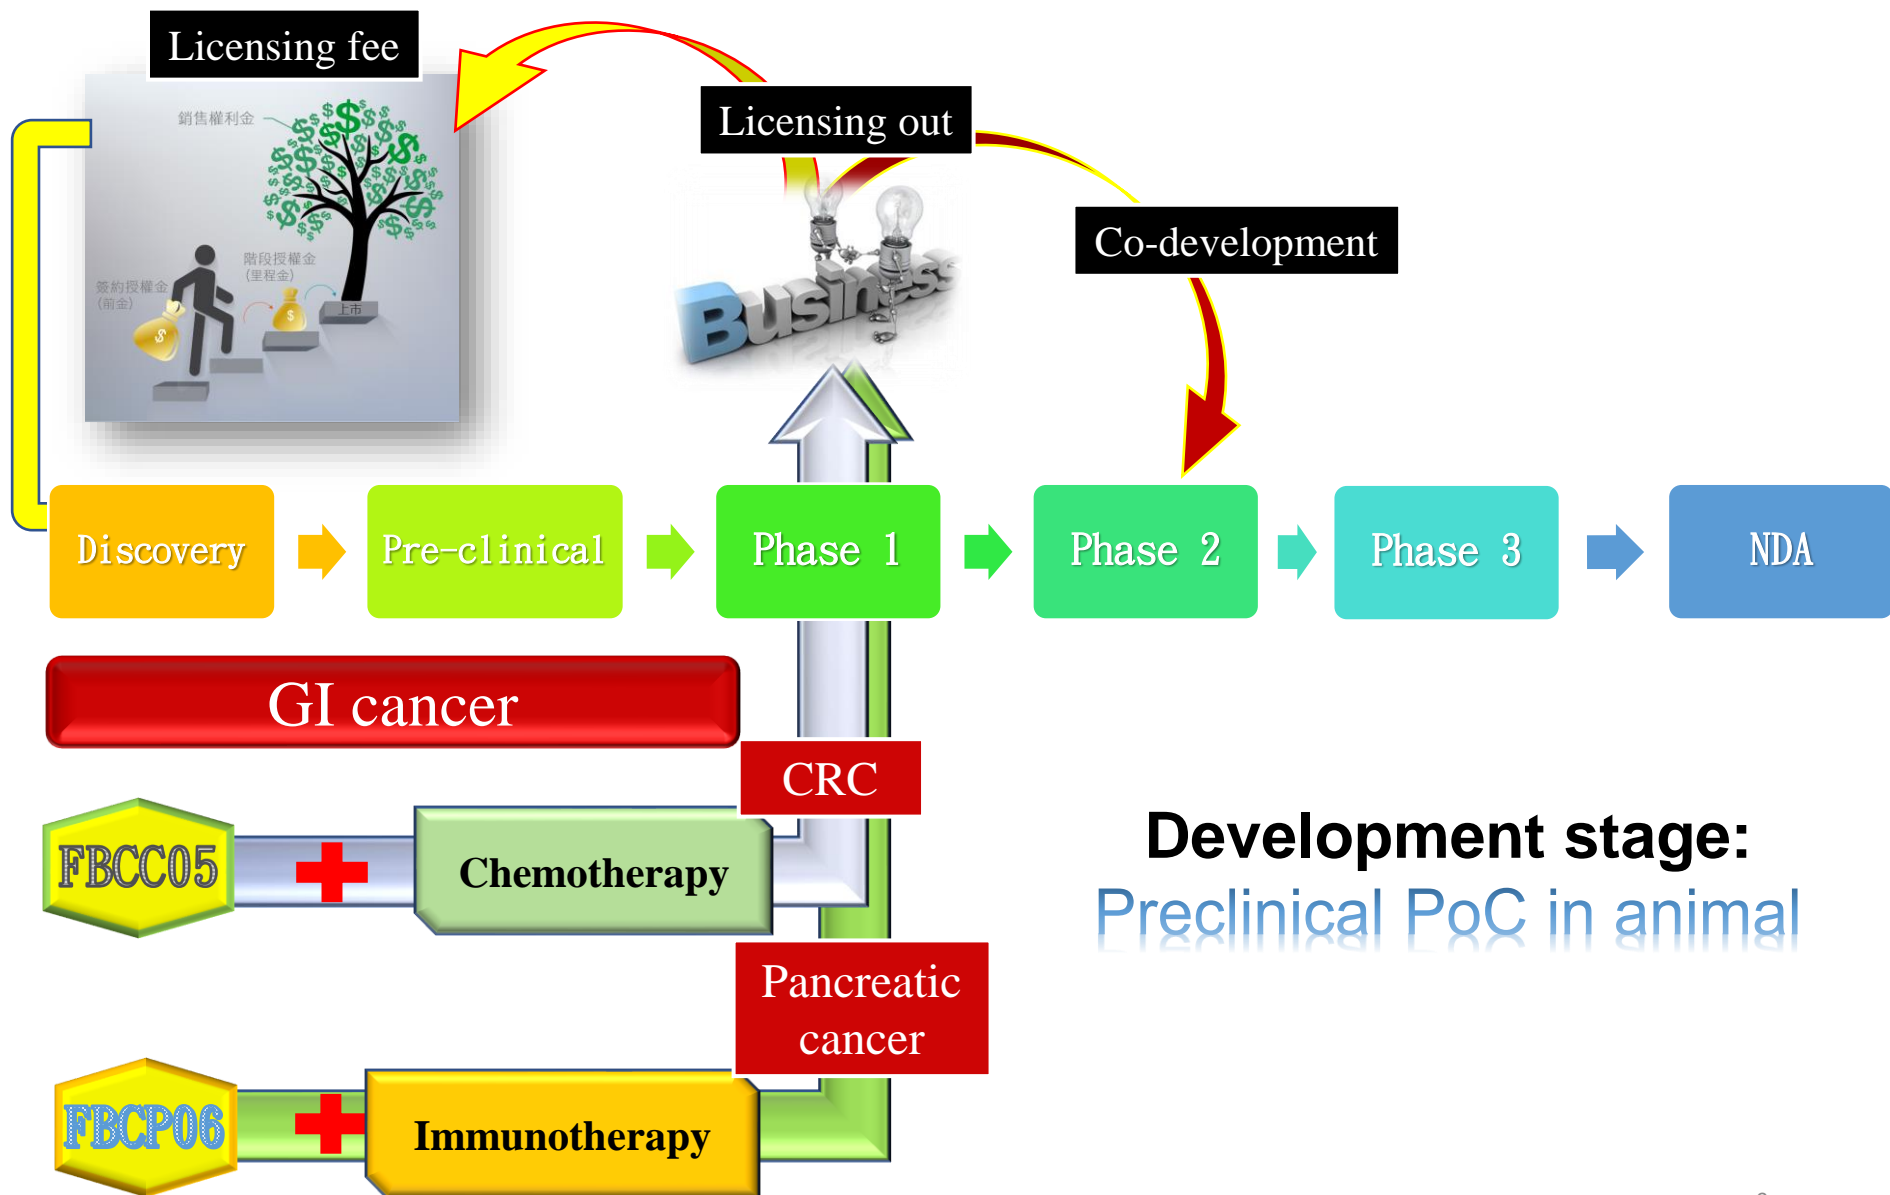 Licensing fee
銷售權利金
階段授權金
(里程金)
簽約授權金
(前金)
上市
Licensing out
Business
Co-development
Discovery
Pre-clinical
Phase 1
Phase 2
Phase 3
NDA
GI cancer
CRC
FBCC05
Chemotherapy
Development stage:
Preclinical PoC in animal
Pancreatic
cancer
FBCP06
Immunotherapy